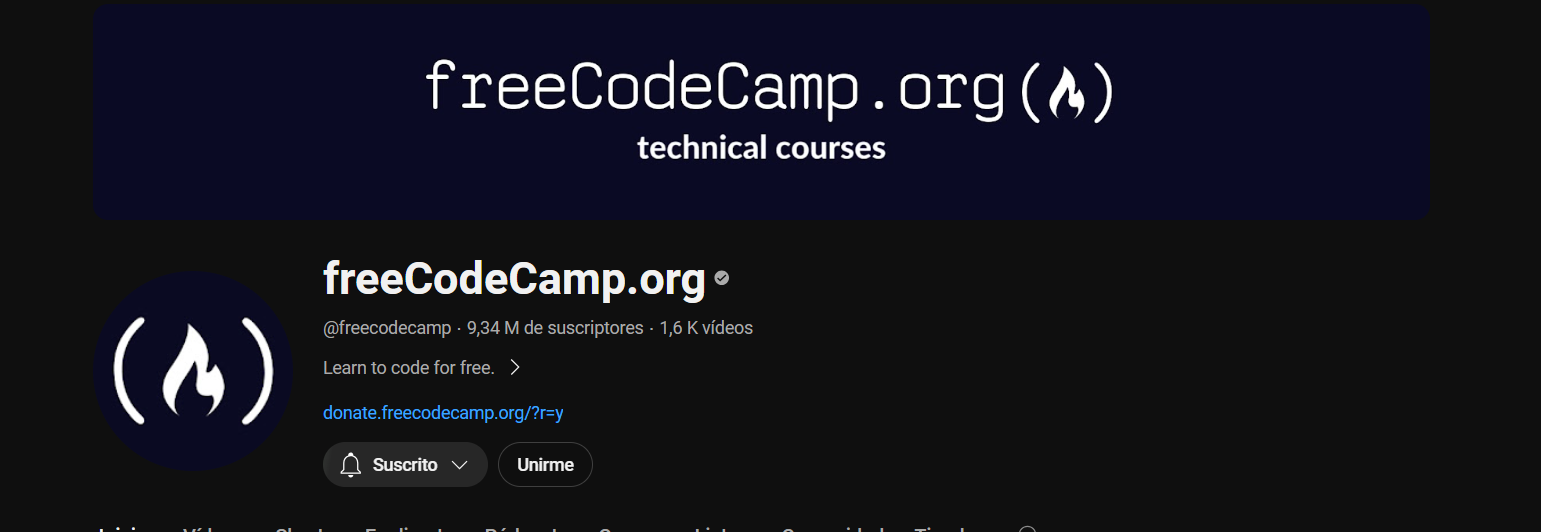 freeCodeCamp.org
technical courses
freeCodeCamp.org
@freecodecamp · 9,34 M de suscriptores · 1,6 K vídeos
Learn to code for free.
donate.freecodecamp.org/?r=y
Suscrito
Unirme